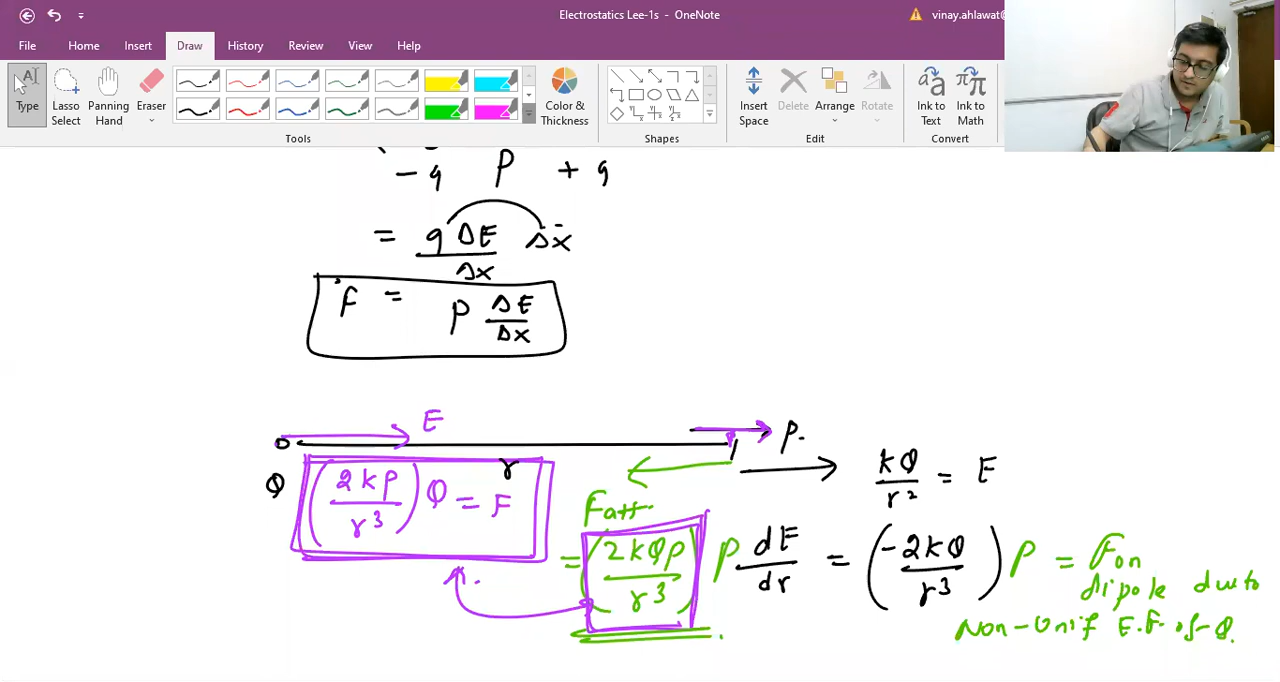 Electrostatics Lee-1s - OneNote
vinay.ahlawat@
File Home Insert Draw History Review View Help
Type Lasso Select Panning Hand Eraser Color & Thickness Insert Space Delete Arrange Rotate Ink to Text Ink to Math
Tools Shapes Edit Convert
-q P +q
= qΔE/Δx Δx
F = P ΔE/Δx
E
P.
Q r
kQ/r² = E
(2kp/r³) Q = F
Fatt.
= (2kQp/r³)
P dE/dr = (-2kQ/r³) P = Fon
dipole due to
Non-Unif E.F. of Q.